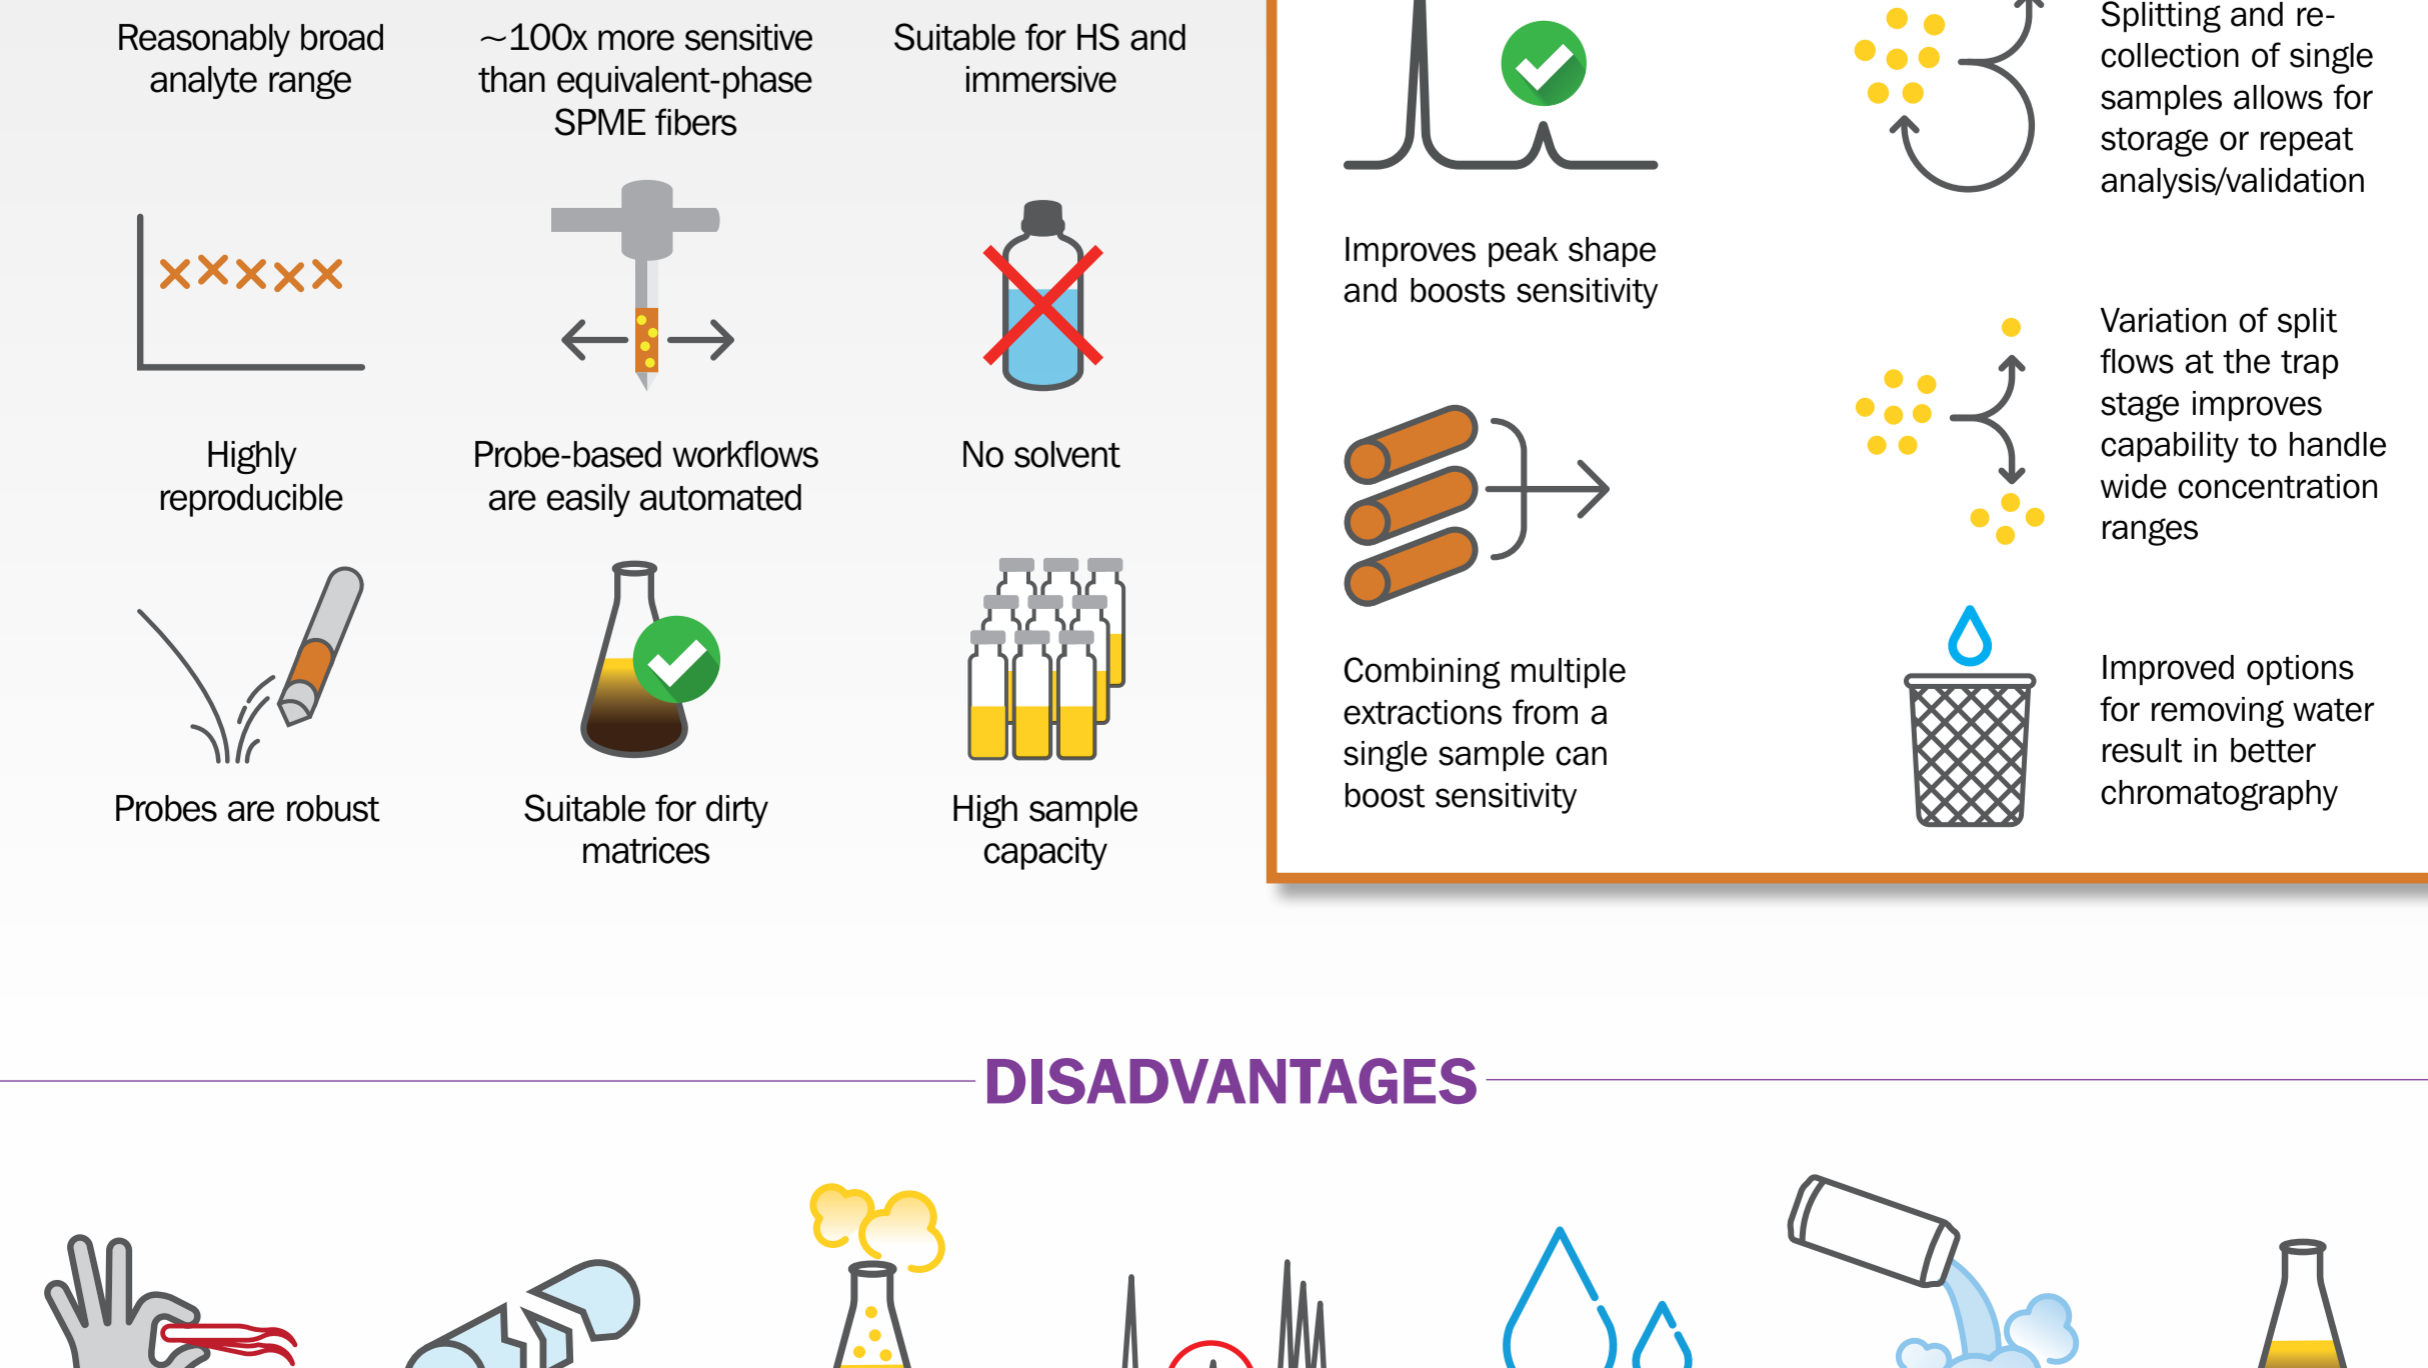 Reasonably broad
analyte range
~100x more sensitive
than equivalent-phase
SPME fibers
Suitable for HS and
immersive
Highly
reproducible
Probe-based workflows
are easily automated
No solvent
Probes are robust
Suitable for dirty
matrices
High sample
capacity
Improves peak shape
and boosts sensitivity
Combining multiple
extractions from a
single sample can
boost sensitivity
Splitting and re-
collection of single
samples allows for
storage or repeat
analysis/validation
Variation of split
flows at the trap
stage improves
capability to handle
wide concentration
ranges
Improved options
for removing water
result in better
chromatography
DISADVANTAGES